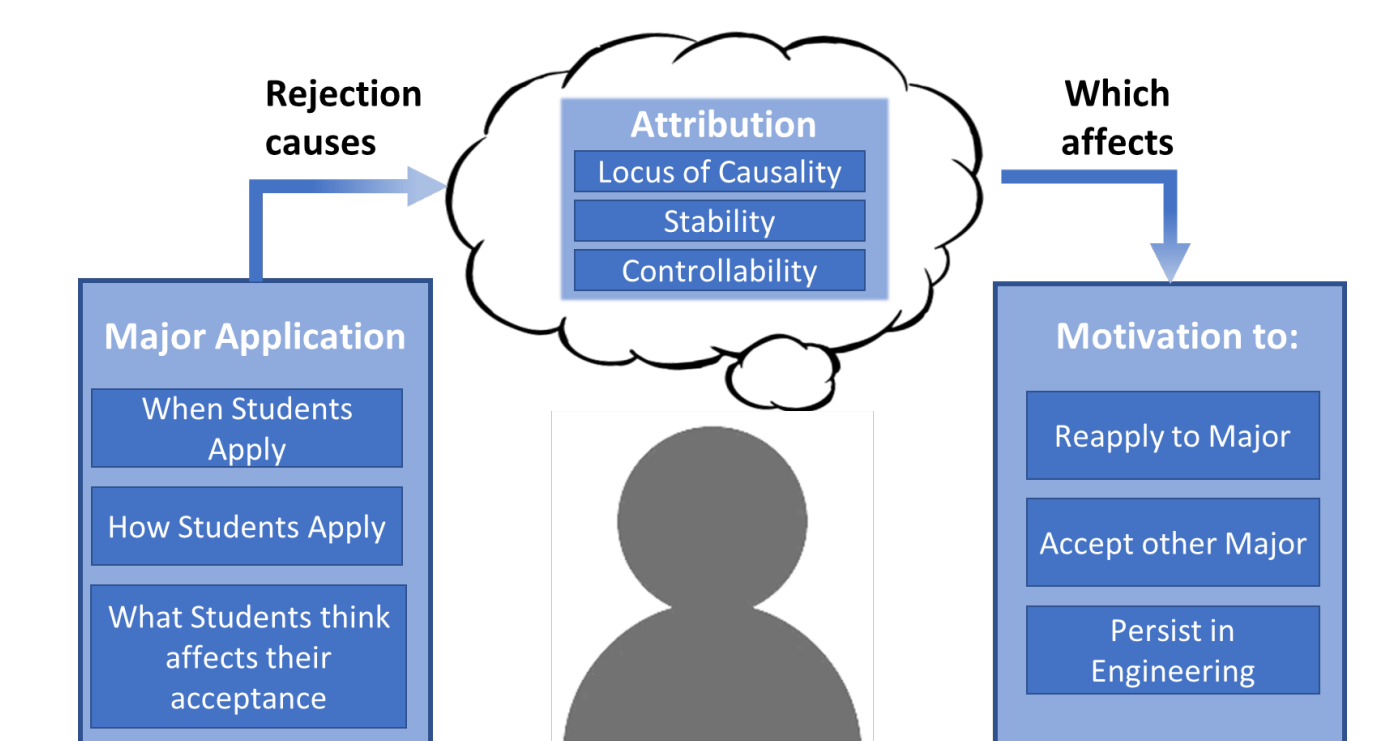 Rejection
causes
Attribution
Locus of Causality
Stability
Controllability
Which
affects
Major Application
When Students
Apply
How Students Apply
What Students think
affects their
acceptance
Motivation to:
Reapply to Major
Accept other Major
Persist in
Engineering